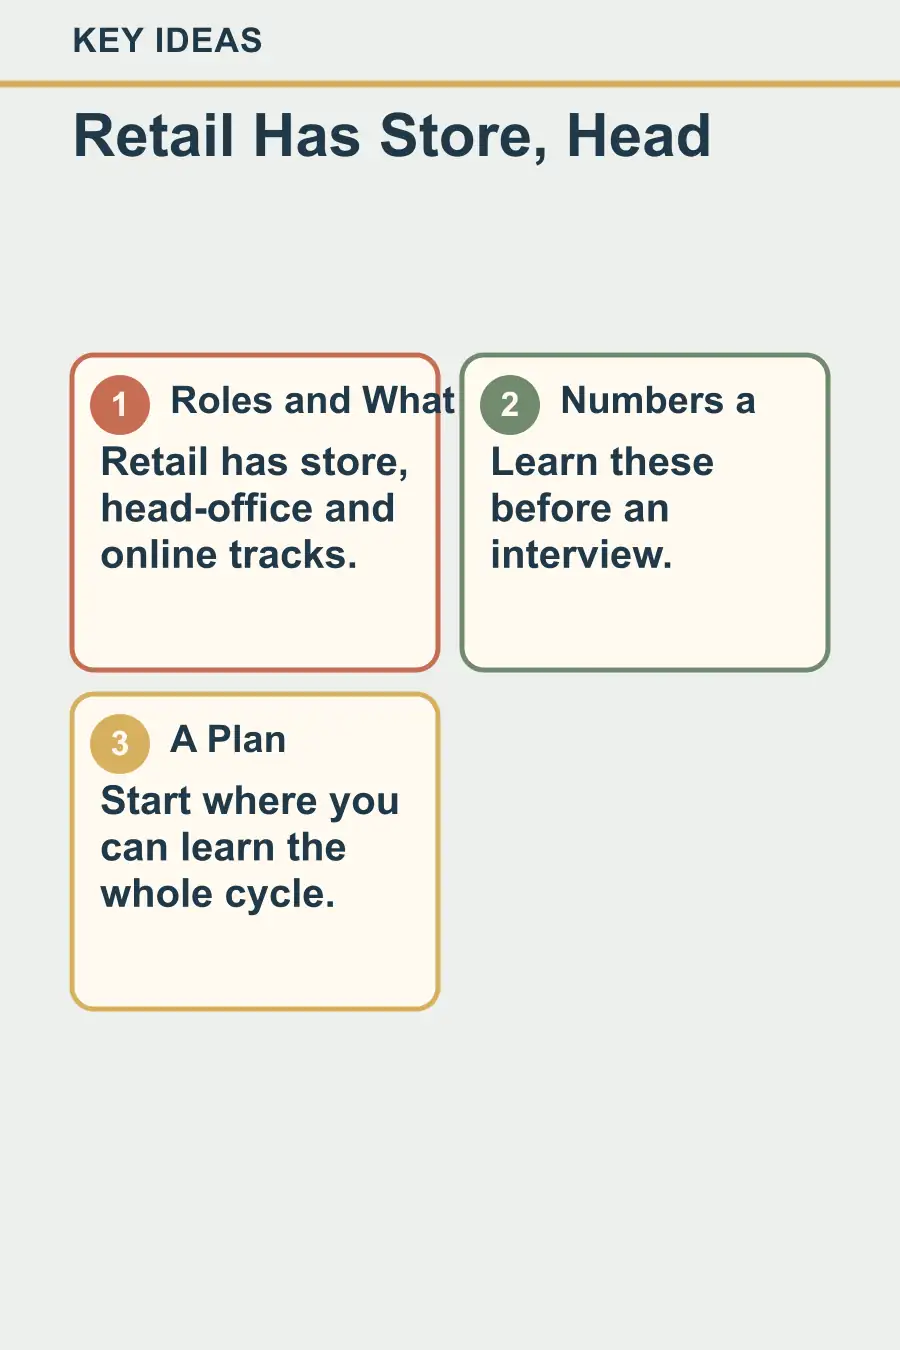 KEY IDEAS
Retail Has Store, Head
1
Roles and What
Retail has store,
head-office and
online tracks.
2
Numbers a
Learn these
before an
interview.
3
A Plan
Start where you
can learn the
whole cycle.